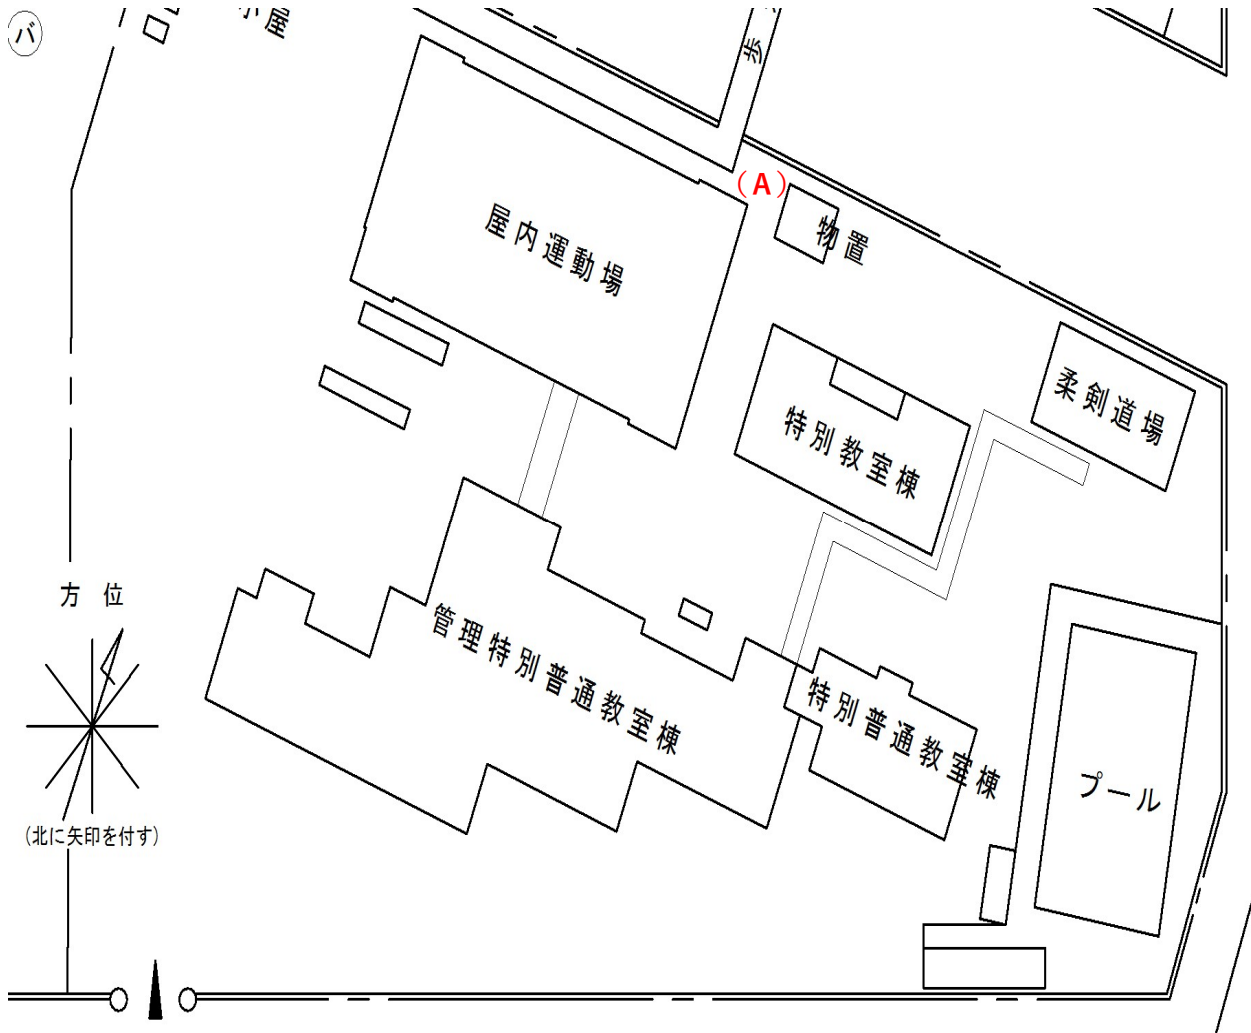 バ
小屋
歩
（A）
物置
屋内運動場
柔剣道場
特別教室棟
方 位
管理特別普通教室棟
特別普通教室棟
プール
(北に矢印を付す)